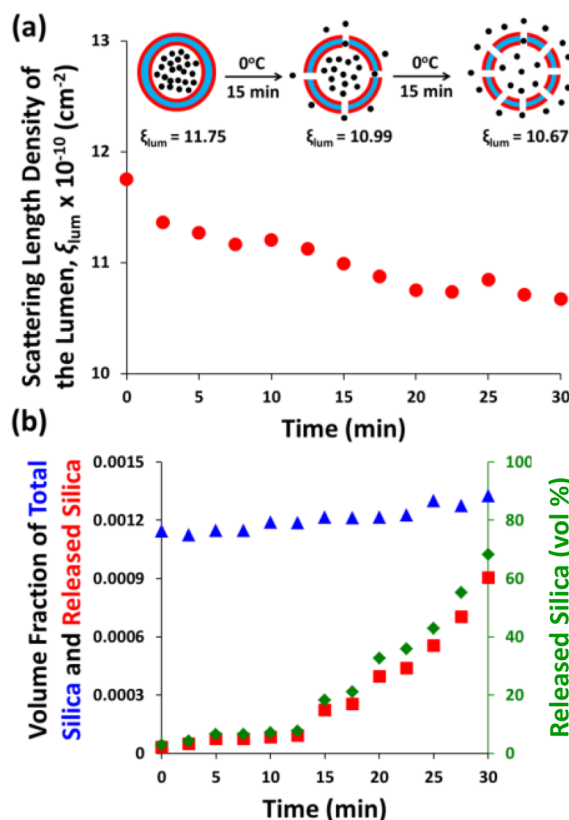 (a)
13
12
11
10
Scattering Length Density of
the Lumen, ξlum x 10-10 (cm-2)
0oC
15 min
0oC
15 min
ξlum = 11.75
ξlum = 10.99
ξlum = 10.67
0
5
10
15
20
25
30
Time (min)
(b)
0.0015
0.0012
0.0009
0.0006
0.0003
0
Volume Fraction of Total
Silica and Released Silica
100
80
60
40
20
0
Released Silica (vol %)
0
5
10
15
20
25
30
Time (min)